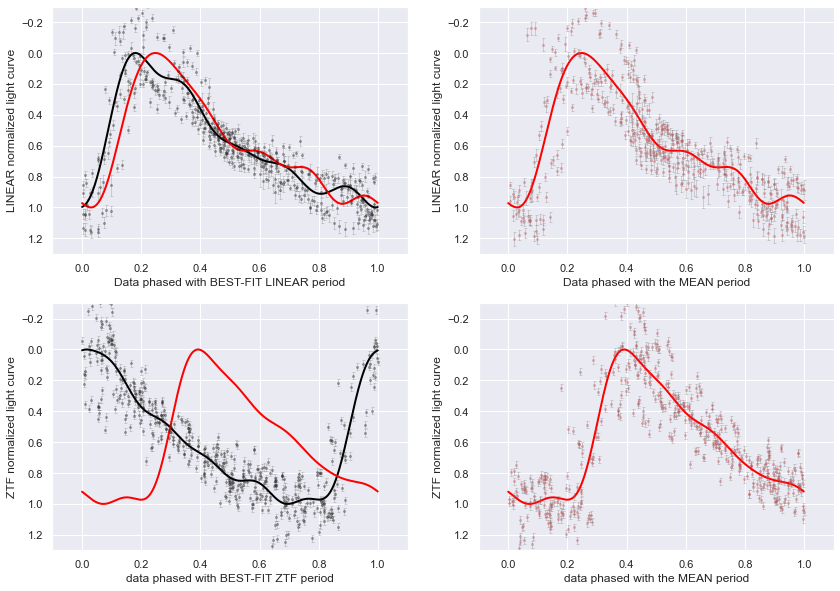 LINEAR normalized light curve
−0.2
0.0
0.2
0.4
0.6
0.8
1.0
1.2
0.0 0.2 0.4 0.6 0.8 1.0
Data phased with BEST-FIT LINEAR period
LINEAR normalized light curve
−0.2
0.0
0.2
0.4
0.6
0.8
1.0
1.2
0.0 0.2 0.4 0.6 0.8 1.0
Data phased with the MEAN period
ZTF normalized light curve
−0.2
0.0
0.2
0.4
0.6
0.8
1.0
1.2
0.0 0.2 0.4 0.6 0.8 1.0
data phased with BEST-FIT ZTF period
ZTF normalized light curve
−0.2
0.0
0.2
0.4
0.6
0.8
1.0
1.2
0.0 0.2 0.4 0.6 0.8 1.0
data phased with the MEAN period